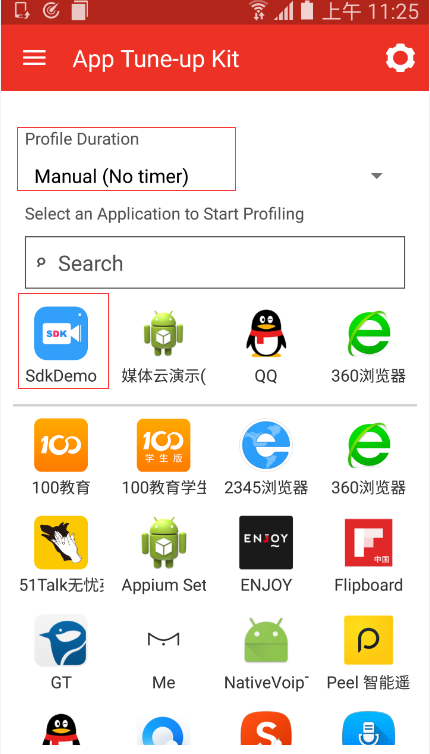 上午 11:25
App Tune-up Kit
Profile Duration
Manual (No timer)
Select an Application to Start Profiling
Search
SDK
SdkDemo
媒体云演示(
QQ
360浏览器
100
100教育
100
学生版
100教育学生
2345浏览器
360浏览器
51Talk无忧英
Appium Set
ENJOY
ENJOY
中国
Flipboard
GT
Me
NativeVoip
Peel 智能遥